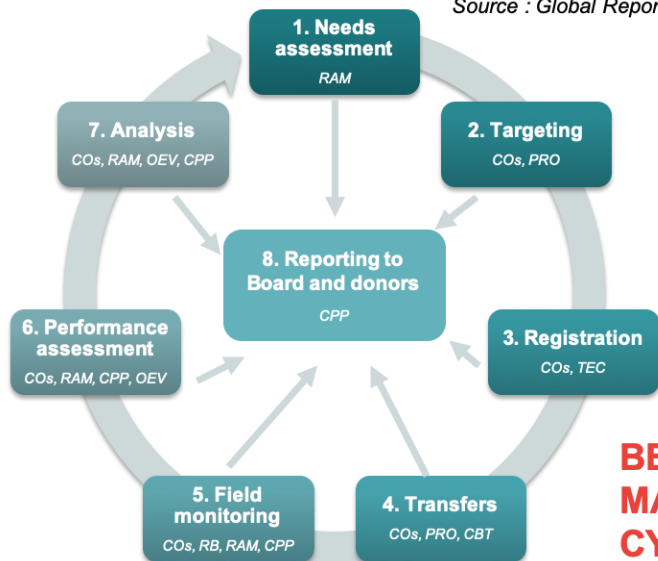 Source : Global Repor
1. Needs
assessment
RAM
2. Targeting
COs, PRO
3. Registration
COs, TEC
4. Transfers
COs, PRO, CBT
5. Field
monitoring
COs, RB, RAM, CPP
6. Performance
assessment
COs, RAM, CPP, OEV
7. Analysis
COs, RAM, OEV, CPP
8. Reporting to
Board and donors
CPP
BE
MA
CY